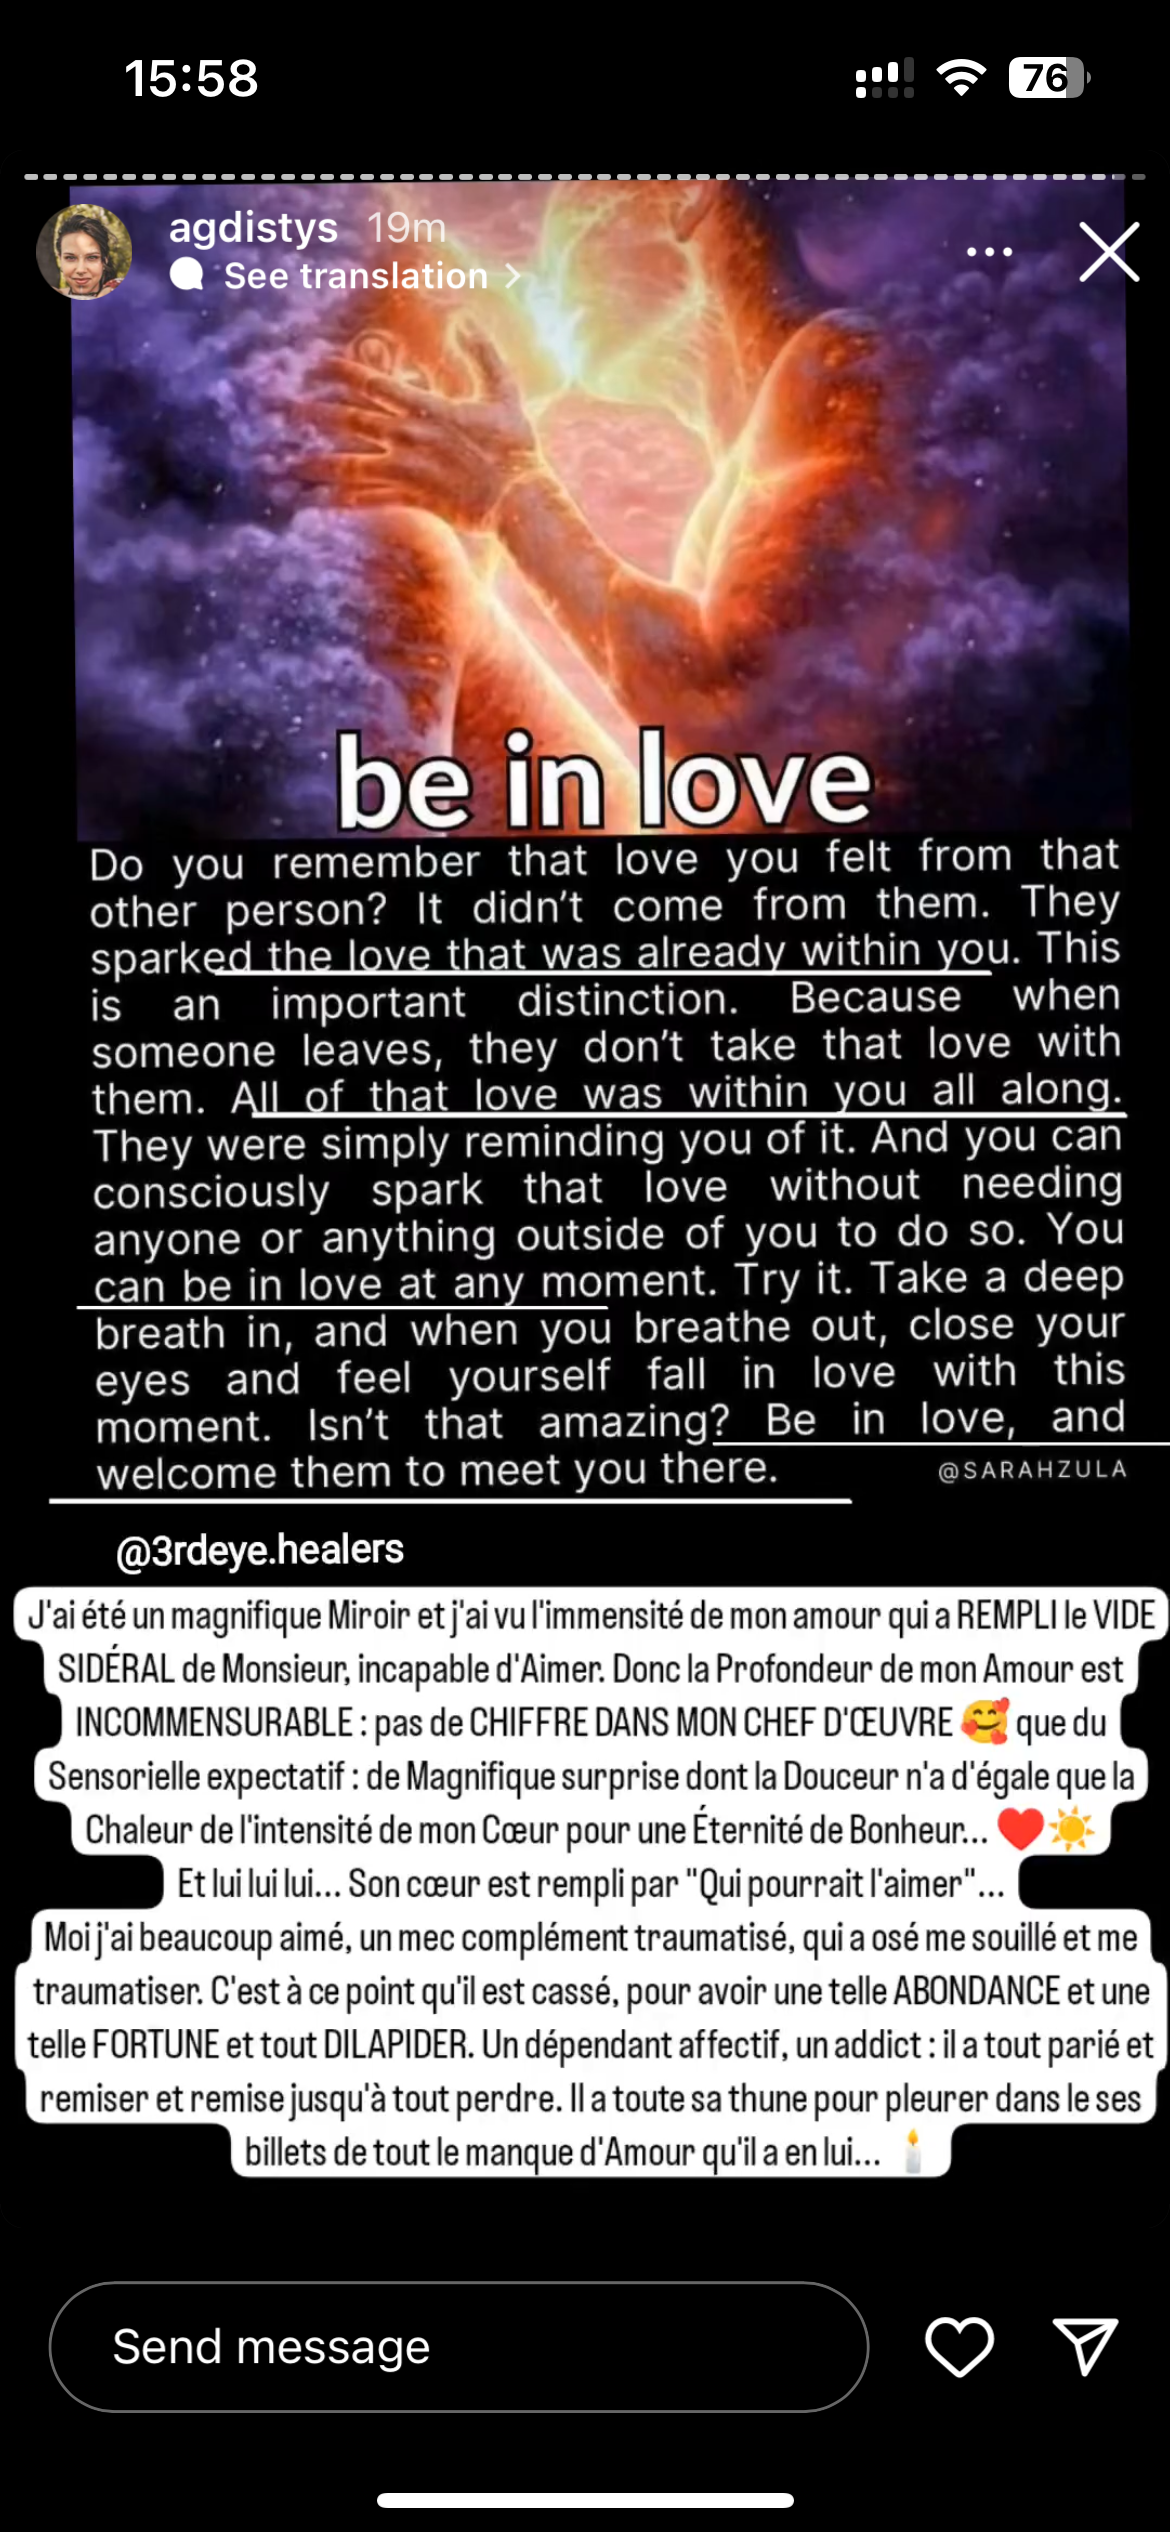 15:58
76
agdistys 19m
See translation >
be in love
Do you remember that love you felt from that
other person? It didn't come from them. They
sparked the love that was already within you. This
is an important distinction. Because when
someone leaves, they don't take that love with
them. All of that love was within you all along.
They were simply reminding you of it. And you can
consciously spark that love without needing
anyone or anything outside of you to do so. You
can be in love at any moment. Try it. Take a deep
breath in, and when you breathe out, close your
eyes and feel yourself fall in love with this
moment. Isn't that amazing? Be in love, and
welcome them to meet you there. @SARAHZULA
@3rdeye.healers
J'ai été un magnifique Miroir et j'ai vu l'immensité de mon amour qui a REMPLI le VIDE
SIDÉRAL de Monsieur, incapable d'Aimer. Donc la Profondeur de mon Amour est
INCOMMENSURABLE : pas de CHIFFRE DANS MON CHEF D'ŒUVRE 🥰 que du
Sensorielle expectatif : de Magnifique surprise dont la Douceur n'a d'égale que la
Chaleur de l'intensité de mon Cœur pour une Éternité de Bonheur... ♥️☀️
Et lui lui lui... Son cœur est rempli par "Qui pourrait l'aimer"...
Moi j'ai beaucoup aimé, un mec complément traumatisé, qui a osé me souillé et me
traumatiser. C'est à ce point qu'il est cassé, pour avoir une telle ABONDANCE et une
telle FORTUNE et tout DILAPIDER. Un dépendant affectif, un addict : il a tout parié et
remiser et remise jusqu'à tout perdre. Il a toute sa thune pour pleurer dans le ses
billets de tout le manque d'Amour qu'il a en lui... 🕯️
Send message